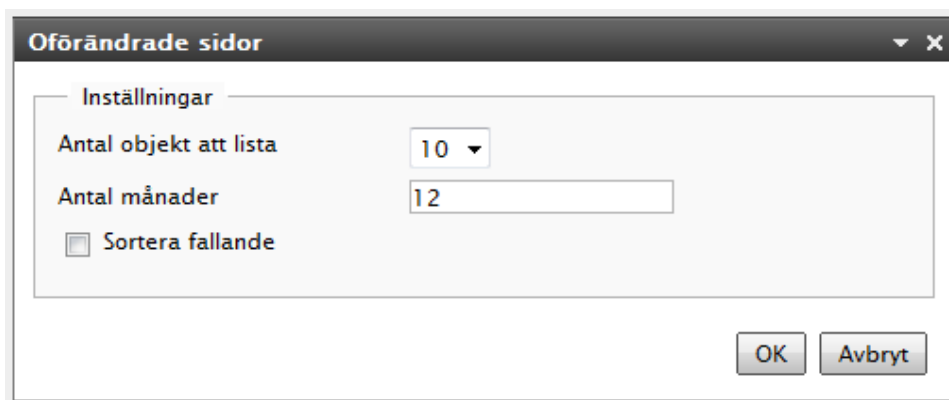 Oförändrade sidor
Inställningar
Antal objekt att lista 10
Antal månader 12
Sortera fallande
OK Avbryt